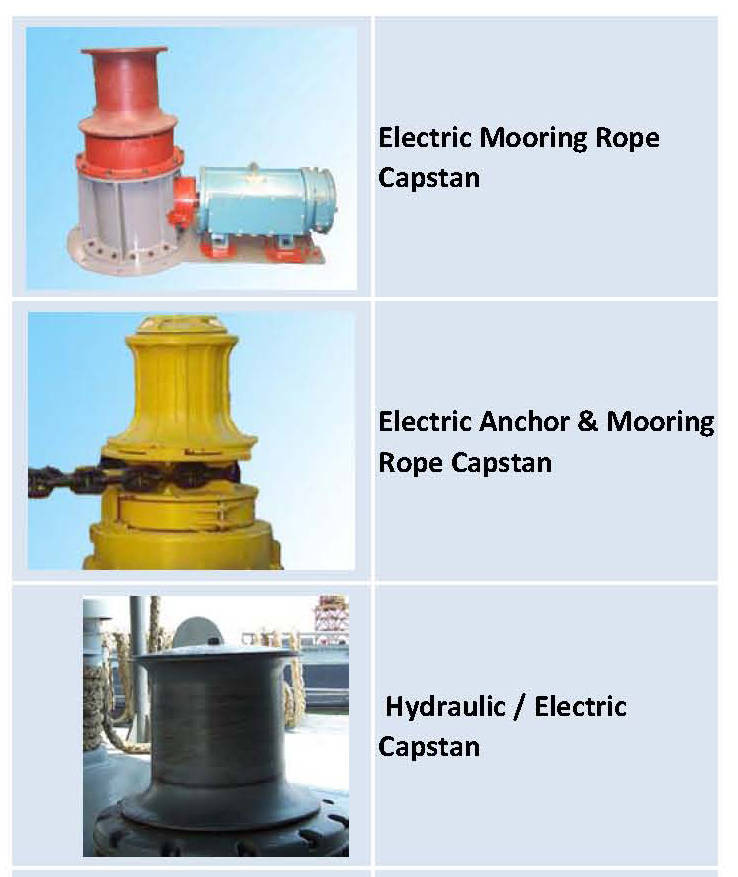 Electric Mooring Rope
Capstan
Electric Anchor & Mooring
Rope Capstan
Hydraulic / Electric
Capstan